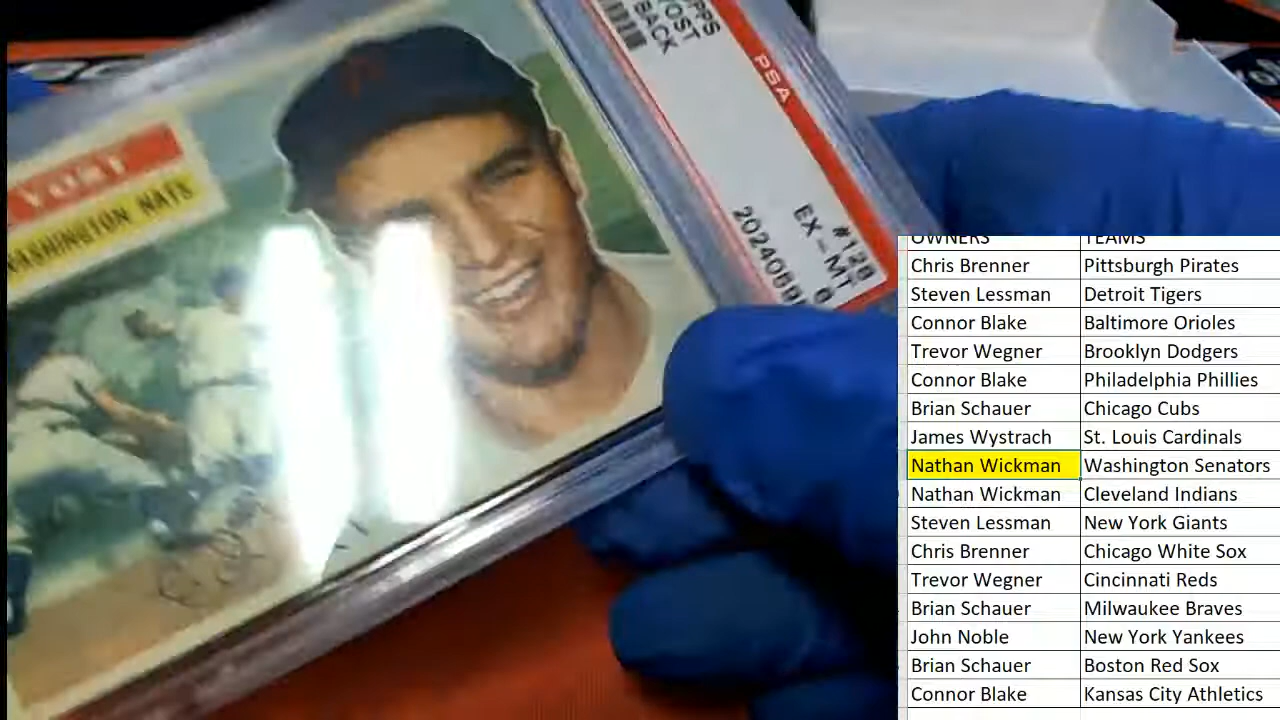 YOST
WASHINGTON NATS
PSA
YOST
BACK
#128
EX-MT
OWNERS TEAMS
Chris Brenner Pittsburgh Pirates
Steven Lessman Detroit Tigers
Connor Blake Baltimore Orioles
Trevor Wegner Brooklyn Dodgers
Connor Blake Philadelphia Phillies
Brian Schauer Chicago Cubs
James Wystrach St. Louis Cardinals
Nathan Wickman Washington Senators
Nathan Wickman Cleveland Indians
Steven Lessman New York Giants
Chris Brenner Chicago White Sox
Trevor Wegner Cincinnati Reds
Brian Schauer Milwaukee Braves
John Noble New York Yankees
Brian Schauer Boston Red Sox
Connor Blake Kansas City Athletics